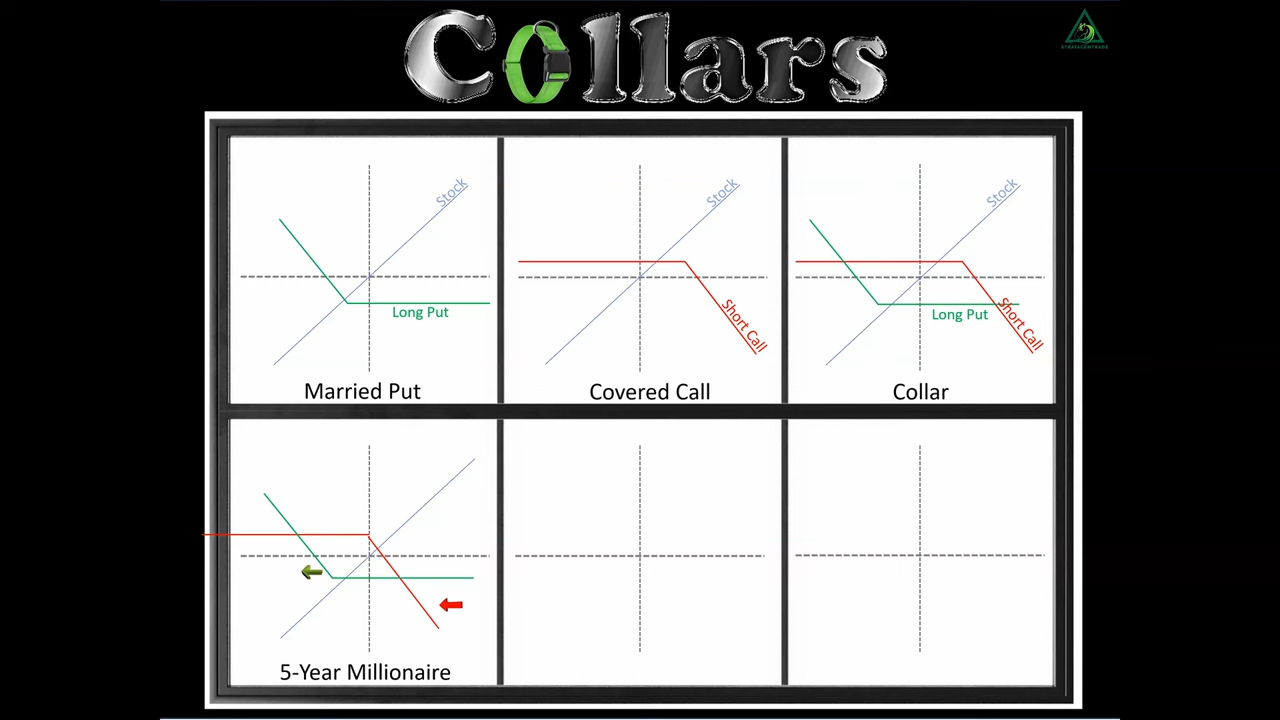 Collars
STRATAGEMTRADE
Stock
Long Put
Married Put
Stock
Short Call
Covered Call
Stock
Long Put
Short Call
Collar
5-Year Millionaire